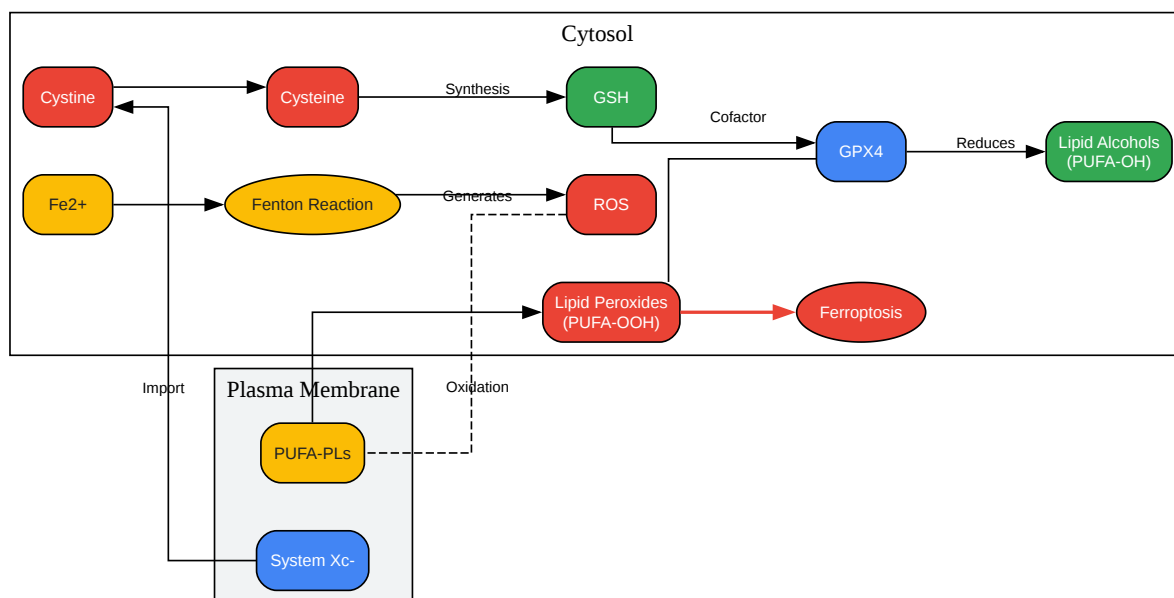 Cytosol
Cystine
Cysteine
Synthesis
GSH
Cofactor
GPX4
Reduces
Lipid Alcohols
(PUFA-OH)
Fe2+
Fenton Reaction
Generates
ROS
Lipid Peroxides
(PUFA-OOH)
Ferroptosis
Import
Plasma Membrane
Oxidation
PUFA-PLs
System Xc-